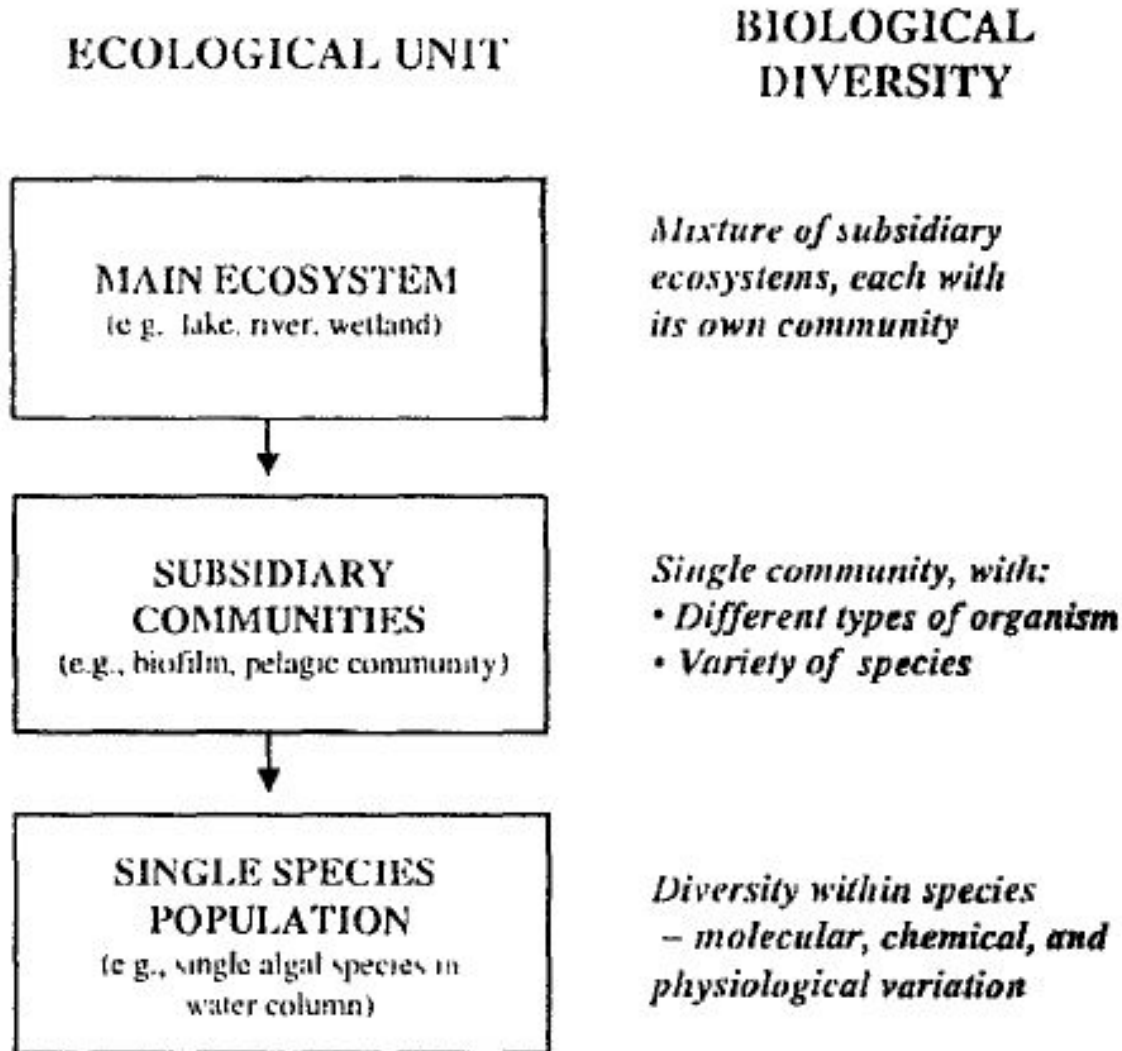 ECOLOGICAL UNIT
BIOLOGICAL
DIVERSITY
MAIN ECOSYSTEM
(e g. lake, river, wetland)
Mixture of subsidiary
ecosystems, each with
its own community
SUBSIDIARY
COMMUNITIES
(e.g., biofilm, pelagic community)
Single community, with:
• Different types of organism
• Variety of species
SINGLE SPECIES
POPULATION
(e g., single algal species in
water column)
Diversity within species
– molecular, chemical, and
physiological variation